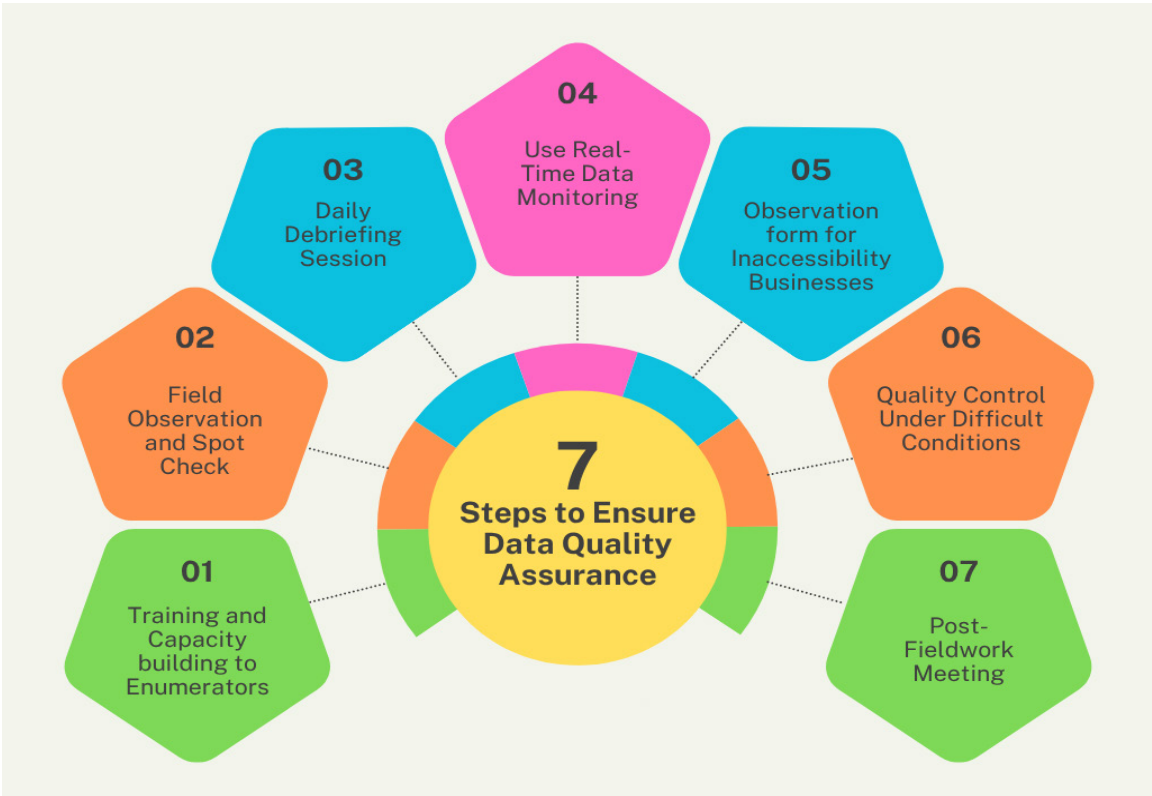 01
Training and
Capacity
building to
Enumerators
02
Field
Observation
and Spot
Check
03
Daily
Debriefing
Session
04
Use Real-
Time Data
Monitoring
05
Observation
form for
Inaccessibility
Businesses
06
Quality Control
Under Difficult
Conditions
07
Post-
Fieldwork
Meeting
7
Steps to Ensure
Data Quality
Assurance